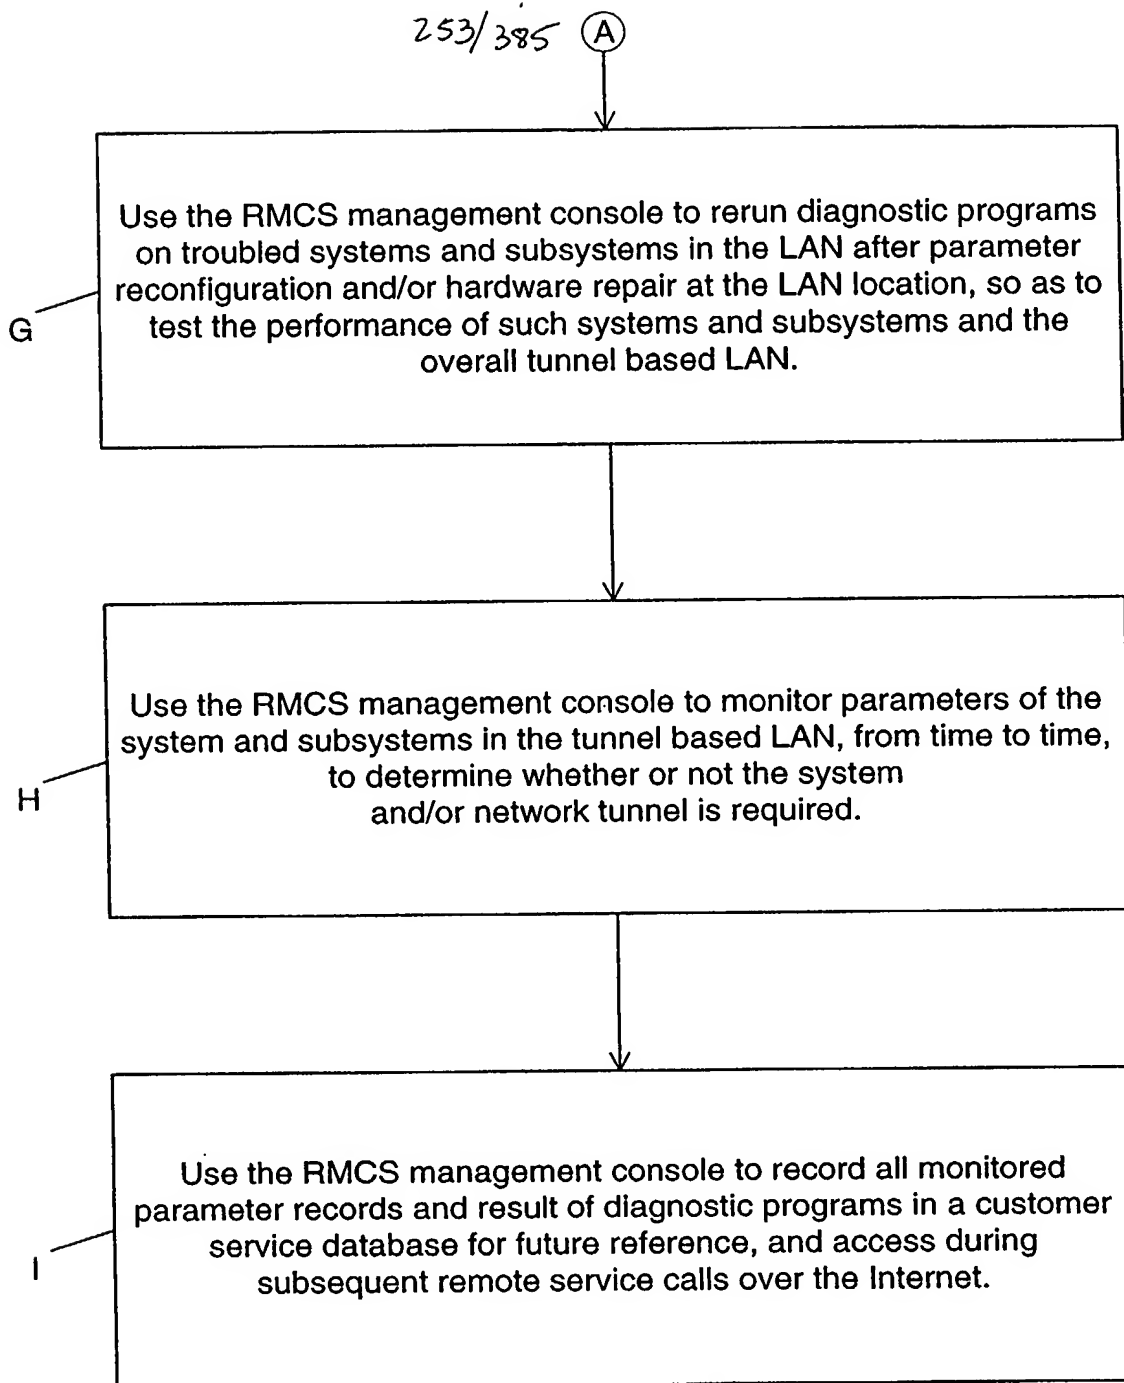 253/385 A
Use the RMCS management console to rerun diagnostic programs
on troubled systems and subsystems in the LAN after parameter
reconfiguration and/or hardware repair at the LAN location, so as to
test the performance of such systems and subsystems and the
overall tunnel based LAN.
G
Use the RMCS management console to monitor parameters of the
system and subsystems in the tunnel based LAN, from time to time,
to determine whether or not the system
and/or network tunnel is required.
H
Use the RMCS management console to record all monitored
parameter records and result of diagnostic programs in a customer
service database for future reference, and access during
subsequent remote service calls over the Internet.
I